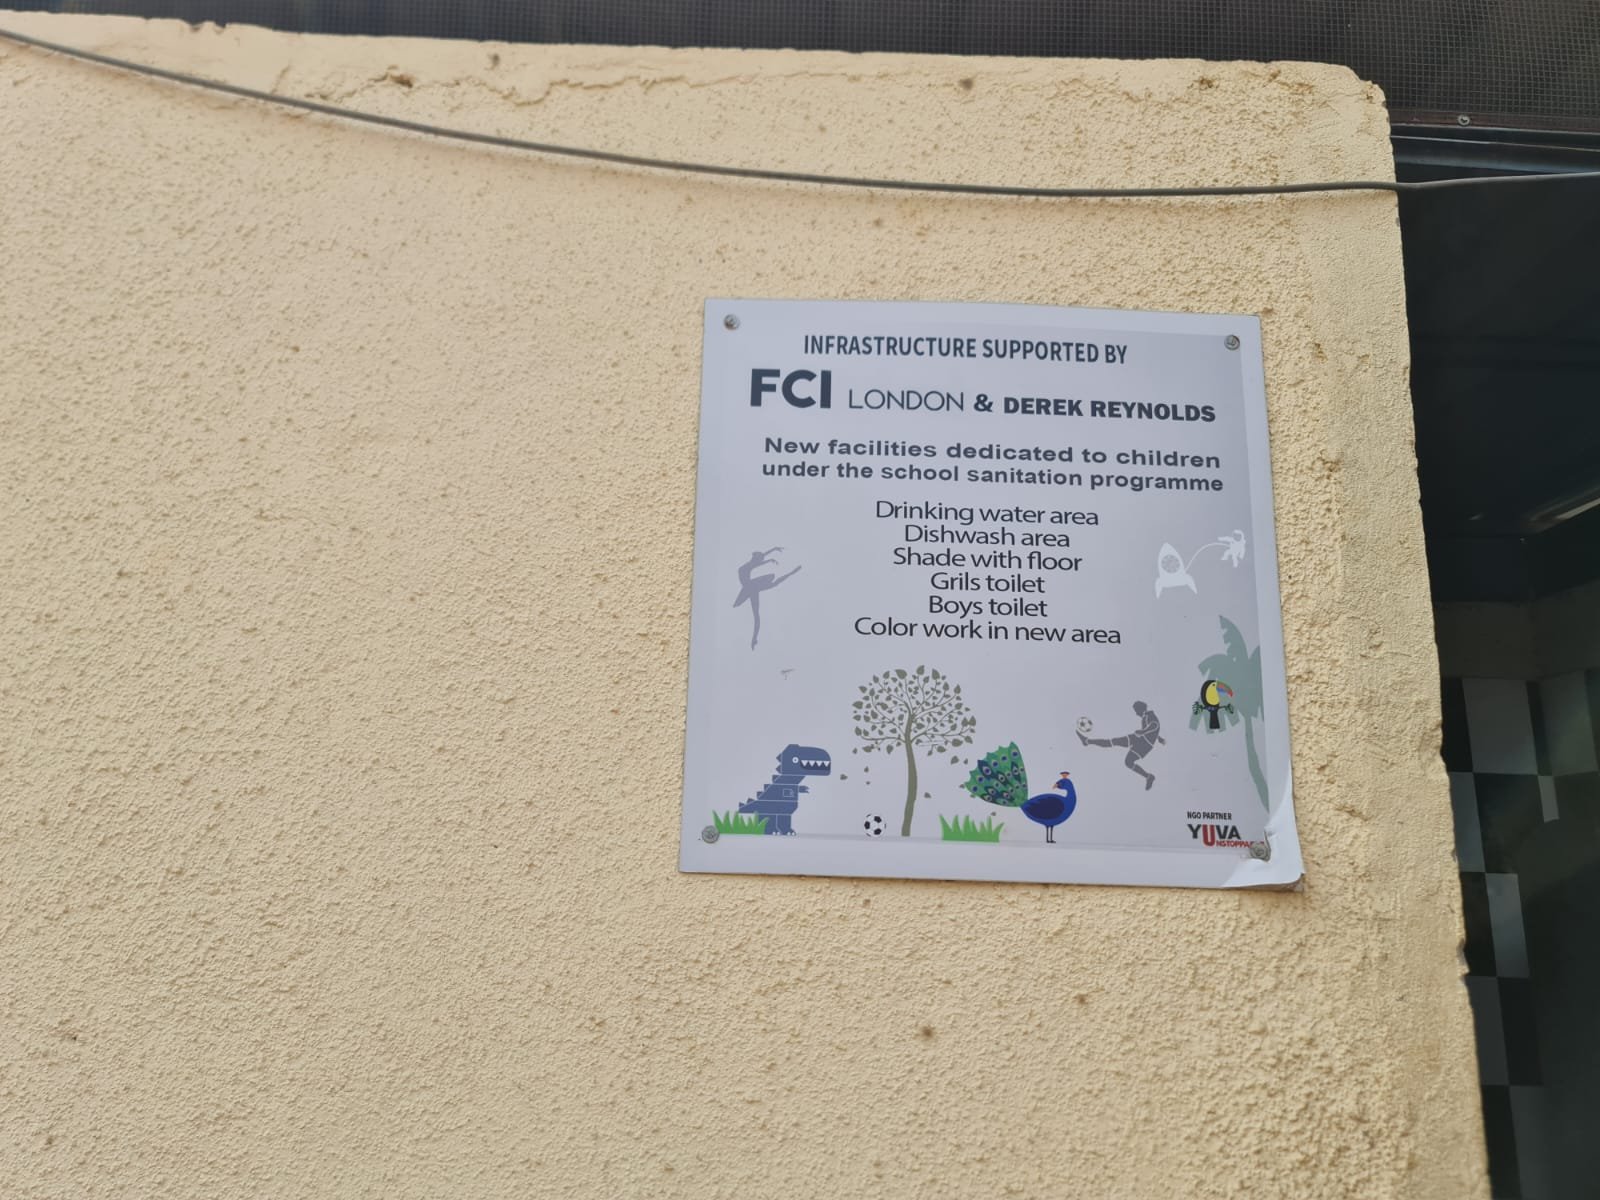 INFRASTRUCTURE SUPPORTED BY
FCI LONDON & DEREK REYNOLDS
New facilities dedicated to children
under the school sanitation programme
Drinking water area
Dishwash area
Shade with floor
Grils toilet
Boys toilet
Color work in new area
NGO PARTNER
YUVA